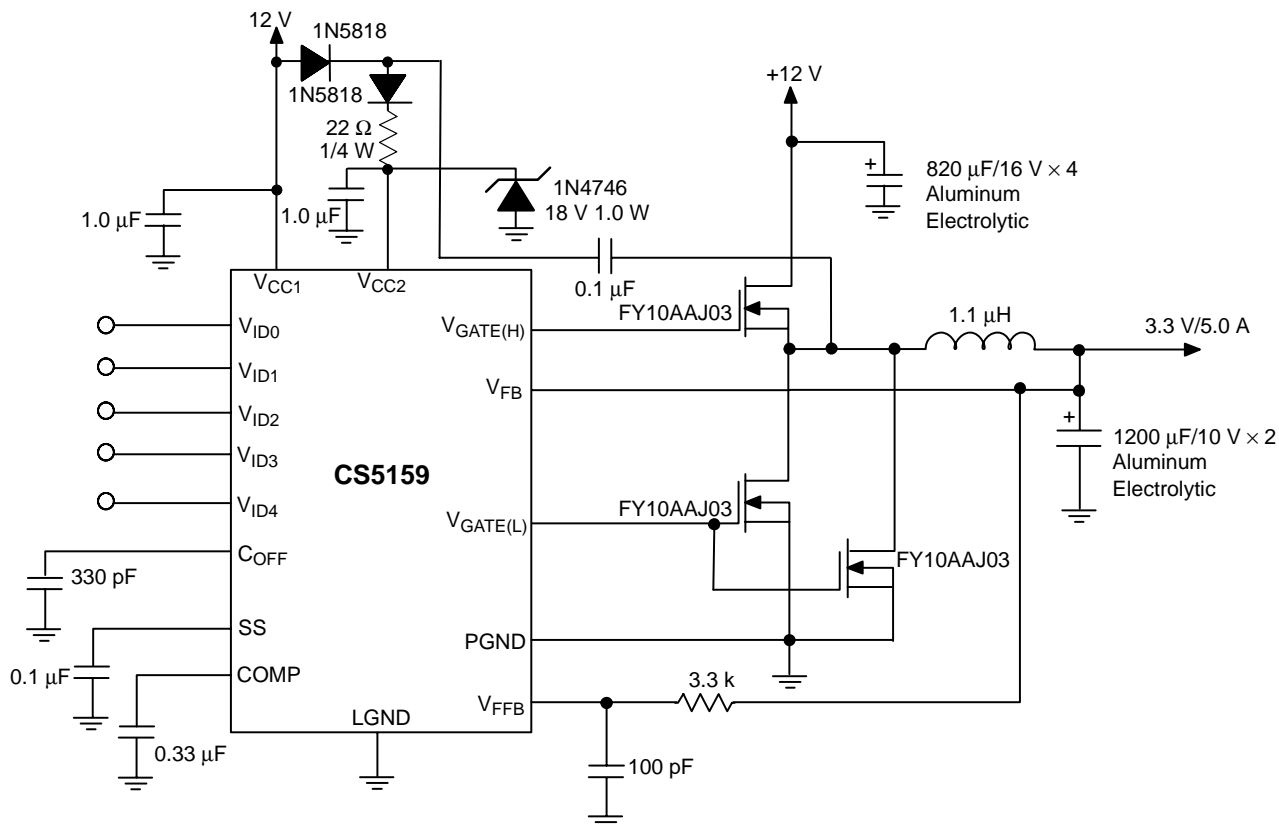 12 V
1N5818
1N5818
22 Ω
1/4 W
+12 V
820 μF/16 V × 4
Aluminum
Electrolytic
1N4746
18 V 1.0 W
1.0 μF
1.0 μF
0.1 μF
VCC1
VCC2
FY10AAJ03
1.1 μH
3.3 V/5.0 A
VID0
VGATE(H)
VID1
VFB
VID2
1200 μF/10 V × 2
Aluminum
Electrolytic
VID3
CS5159
VID4
VGATE(L)
FY10AAJ03
COFF
FY10AAJ03
330 pF
SS
PGND
0.1 μF
COMP
3.3 k
VFFB
LGND
0.33 μF
100 pF